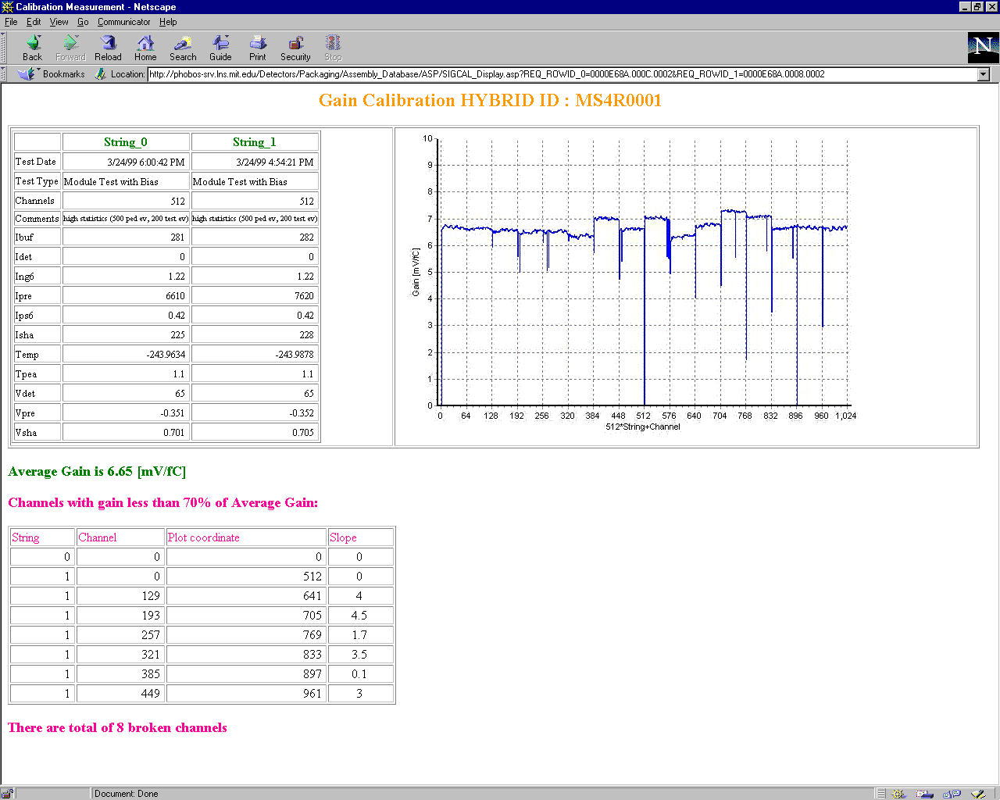 Calibration Measurement - Netscape
File Edit View Go Communicator Help
Back Forward Reload Home Search Guide Print Security Stop
N
Bookmarks Location: http://phobos-srv.lns.mit.edu/Detectors/Packaging/Assembly_Database/ASP/SIGCAL_Display.asp?REQ_ROWID_0=0000E68A.000C.0002&REQ_ROWID_1=0000E68A.0008.0002
Gain Calibration HYBRID ID : MS4R0001
String_0 String_1
Test Date 3/24/99 6:00:42 PM 3/24/99 4:54:21 PM
Test Type Module Test with Bias Module Test with Bias
Channels 512 512
Comments high statistics (500 ped ev, 200 test ev) high statistics (500 ped ev, 200 test ev)
Ibuf 281 282
Idet 0 0
Ing6 1.22 1.22
Ipre 6610 7620
Ips6 0.42 0.42
Isha 225 228
Temp -243.9634 -243.9878
Tpea 1.1 1.1
Vdet 65 65
Vpre -0.351 -0.352
Vsha 0.701 0.705
10
9
8
7
6
5
4
3
2
1
0
Gain [mV/fC]
0 64 128 192 256 320 384 448 512 576 640 704 768 832 896 960 1,024
512*String+Channel
Average Gain is 6.65 [mV/fC]
Channels with gain less than 70% of Average Gain:
String Channel Plot coordinate Slope
0 0 0 0
1 0 512 0
1 129 641 4
1 193 705 4.5
1 257 769 1.7
1 321 833 3.5
1 385 897 0.1
1 449 961 3
There are total of 8 broken channels
Document: Done